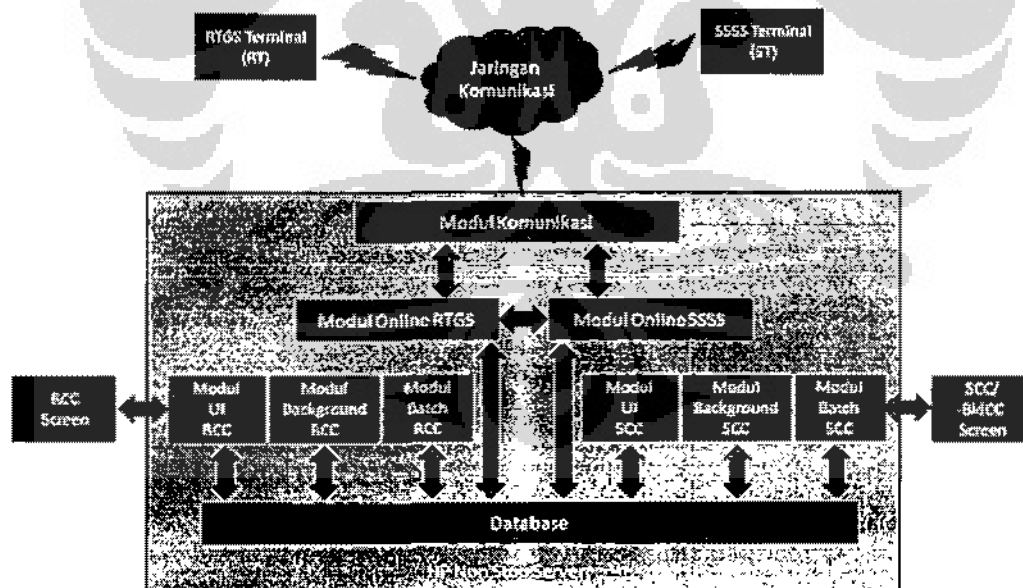 RTGS Terminal
(RT)
SSSS Terminal
(ST)
Jaringan
Komunikasi
Modul Komunikasi
Modul Online RTGS
Modul Online SSSS
RCC
Screen
Modul
UI
RCC
Modul
Background
RCC
Modul
Batch
RCC
Modul
UI
SCC
Modul
Background
SCC
Modul
Batch
SCC
SCC/
BMCC
Screen
Database